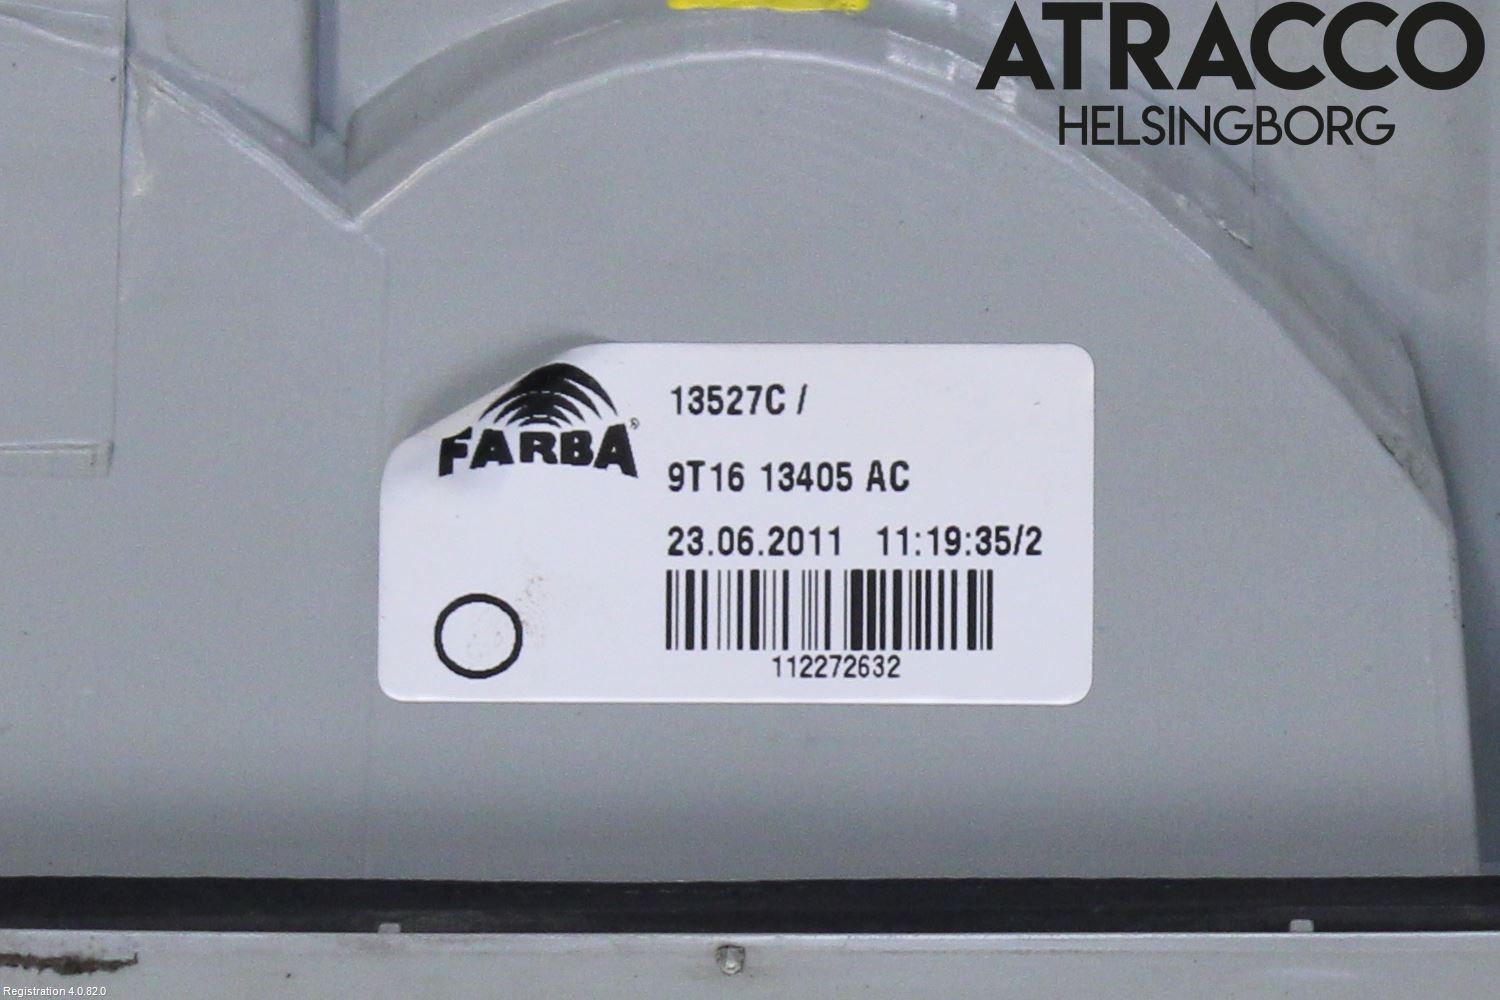 ATRACCO
HELSINGBORG
FARBA®
13527C /
9T16 13405 AC
23.06.2011 11:19:35/2
112272632
Registration 4.0.82.0